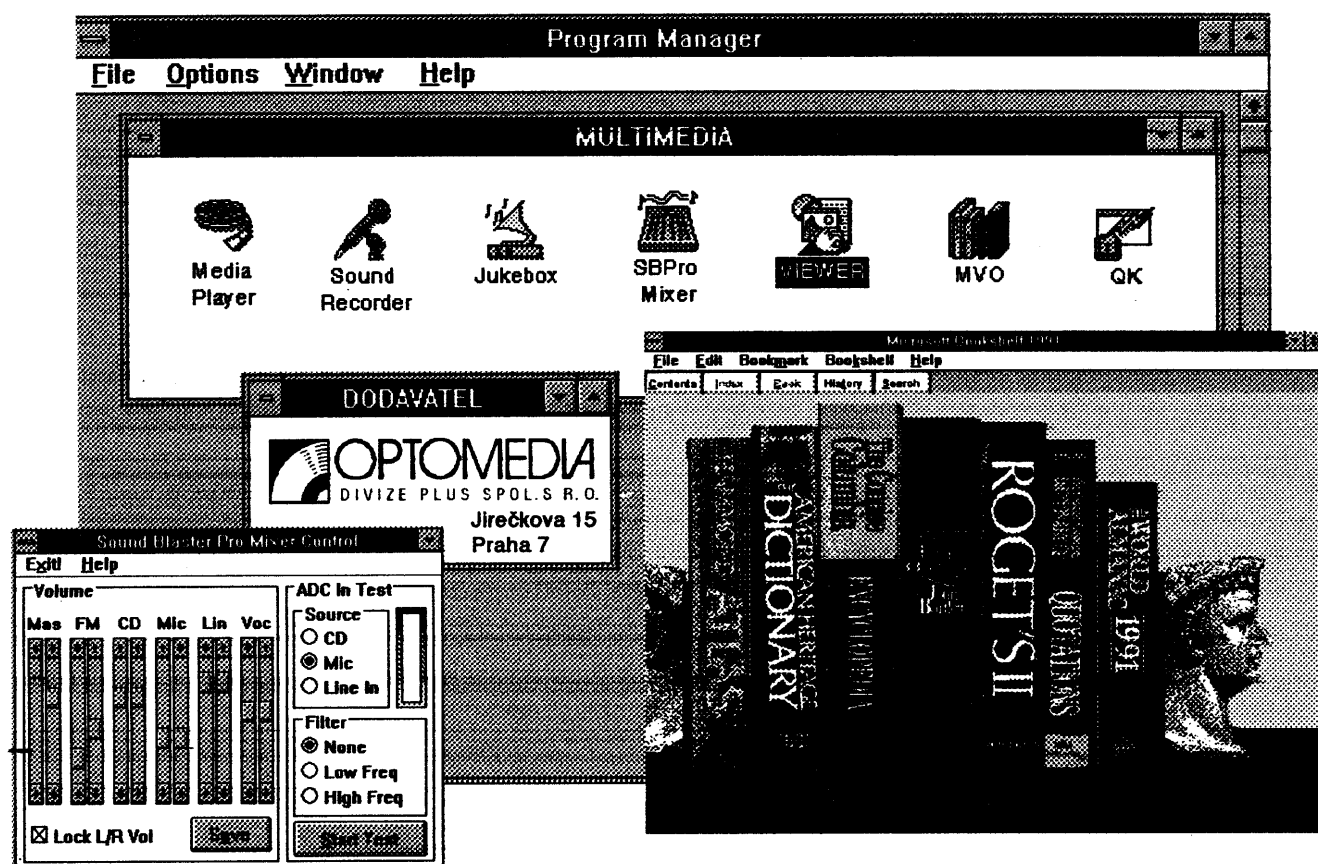 Program Manager
File Options Window Help
MULTIMEDIA
Media
Player
Sound
Recorder
Jukebox
SBPro
Mixer
VIEWER
MVO
QK
Microsoft Bookshelf 1991
File Edit Bookmark Bookshelf Help
Contents Index Book History Search
DICTIONARY
AMERICAN HERITAGE
ENCYCLOPEDIA
ROGET'S II
QUOTATIONS
WORLD
ALMANAC 1991
DODAVATEL
OPTOMEDIA
DIVIZE PLUS SPOL. S R. O.
Jirečkova 15
Praha 7
Sound Blaster Pro Mixer Control
Exit! Help
Volume
Mas FM CD Mic Lin Voc
Lock L/R Vol
Save
ADC In Test
Source
CD
Mic
Line In
Filter
None
Low Freq
High Freq
Start Test